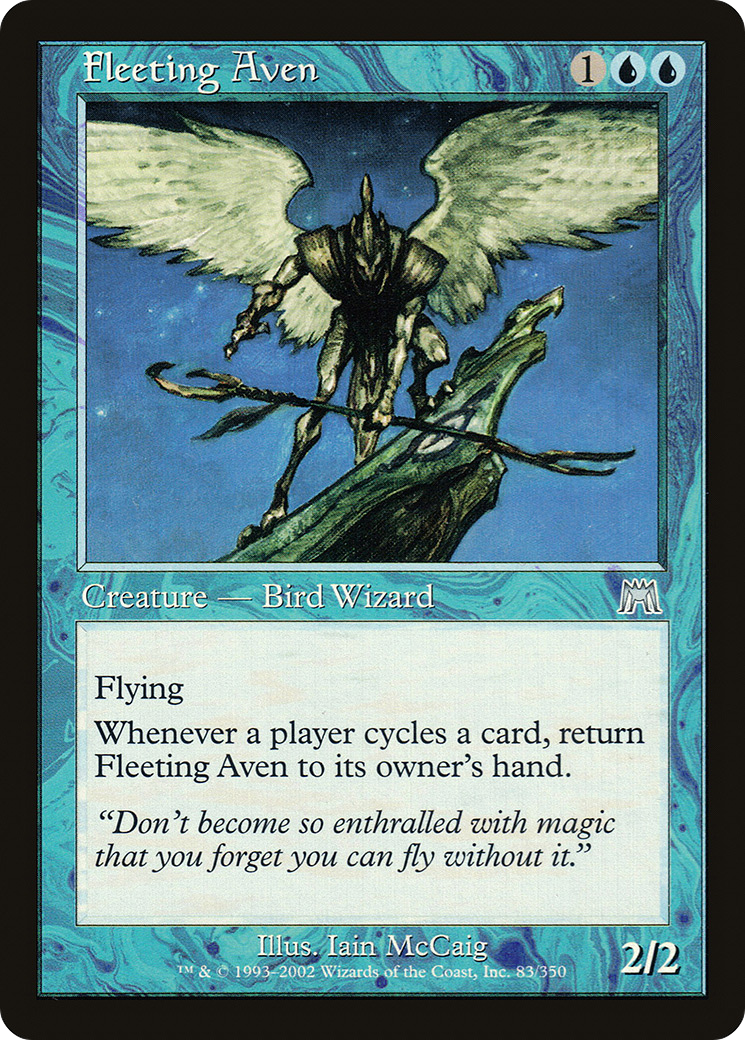 Fleeting Aven
1
Creature — Bird Wizard
Flying
Whenever a player cycles a card, return
Fleeting Aven to its owner's hand.
“Don't become so enthralled with magic
that you forget you can fly without it.”
Illus. Iain McCaig
™ & © 1993–2002 Wizards of the Coast, Inc. 83/350
2/2